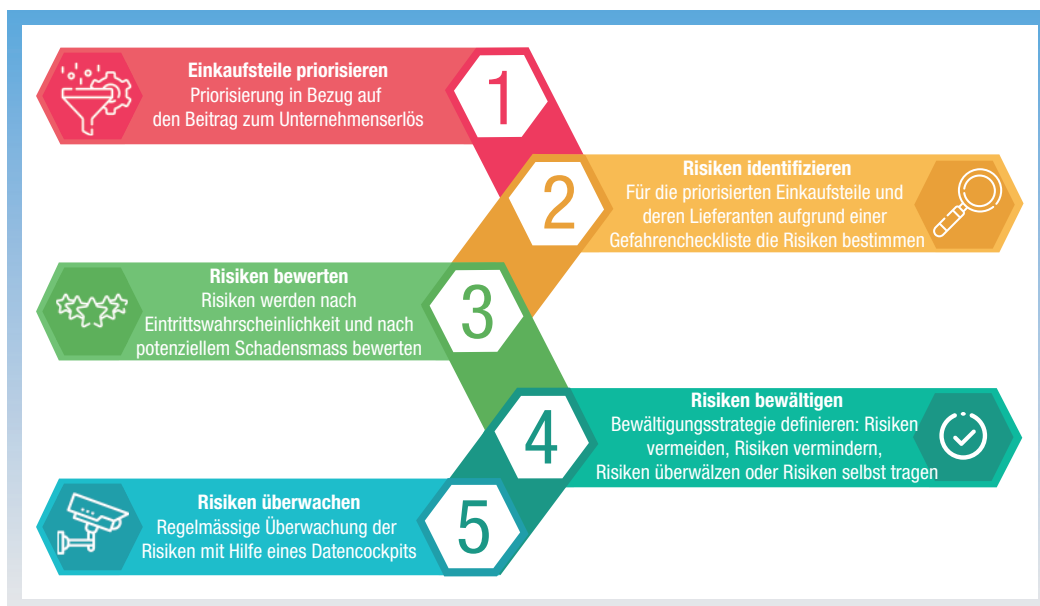 Einkaufsteile priorisieren
Priorisierung in Bezug auf
den Beitrag zum Unternehmenserlös
1
Risiken identifizieren
Für die priorisierten Einkaufsteile und
deren Lieferanten aufgrund einer
Gefahrencheckliste die Risiken bestimmen
2
Risiken bewerten
Risiken werden nach
Eintrittswahrscheinlichkeit und nach
potenziellem Schadensmass bewerten
3
Risiken bewältigen
Bewältigungsstrategie definieren: Risiken
vermeiden, Risiken vermindern,
Risiken überwälzen oder Risiken selbst tragen
4
Risiken überwachen
Regelmässige Überwachung der
Risiken mit Hilfe eines Datencockpits
5